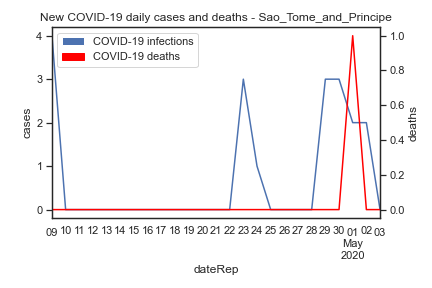 New COVID-19 daily cases and deaths - Sao_Tome_and_Principe
COVID-19 infections
COVID-19 deaths
4
3
2
1
0
cases
1.0
0.8
0.6
0.4
0.2
0.0
deaths
09 10 11 12 13 14 15 16 17 18 19 20 21 22 23 24 25 26 27 28 29 30 01 02 03
May
2020
dateRep